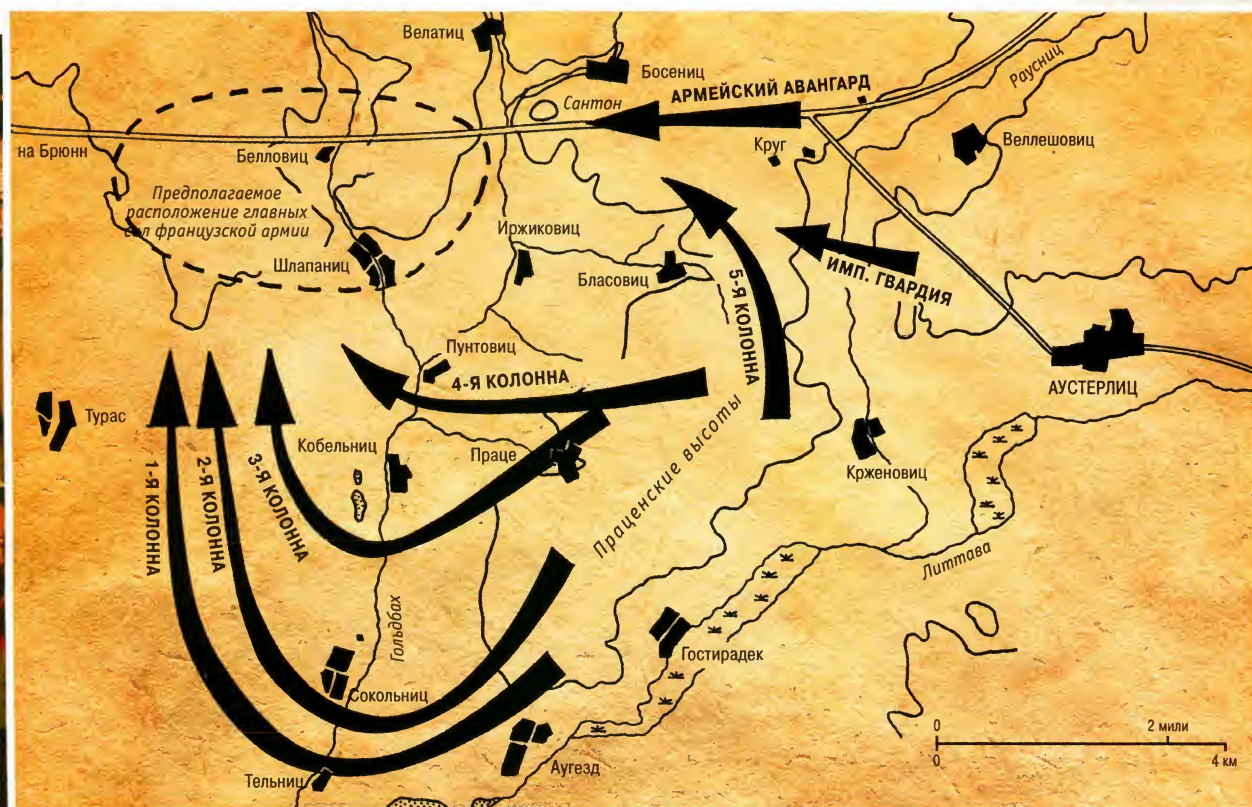 Велатиц
Босениц
Раусниц
Сантон
АРМЕЙСКИЙ АВАНГАРД
на Брюнн
Белловиц
Круг
Веллешовиц
Предполагаемое
расположение главных
сил французской армии
Шлапаниц
Иржиковиц
Бласовиц
ИМП. ГВАРДИЯ
5-Я КОЛОННА
Пунтовиц
4-Я КОЛОННА
АУСТЕРЛИЦ
Турас
Кобельниц
Праце
Крженовиц
1-Я КОЛОННА
2-Я КОЛОННА
3-Я КОЛОННА
Праценские высоты
Литтава
Гольдбах
Гостирадек
Сокольниц
Аугезд
Тельниц
0 2 мили
0 4 км